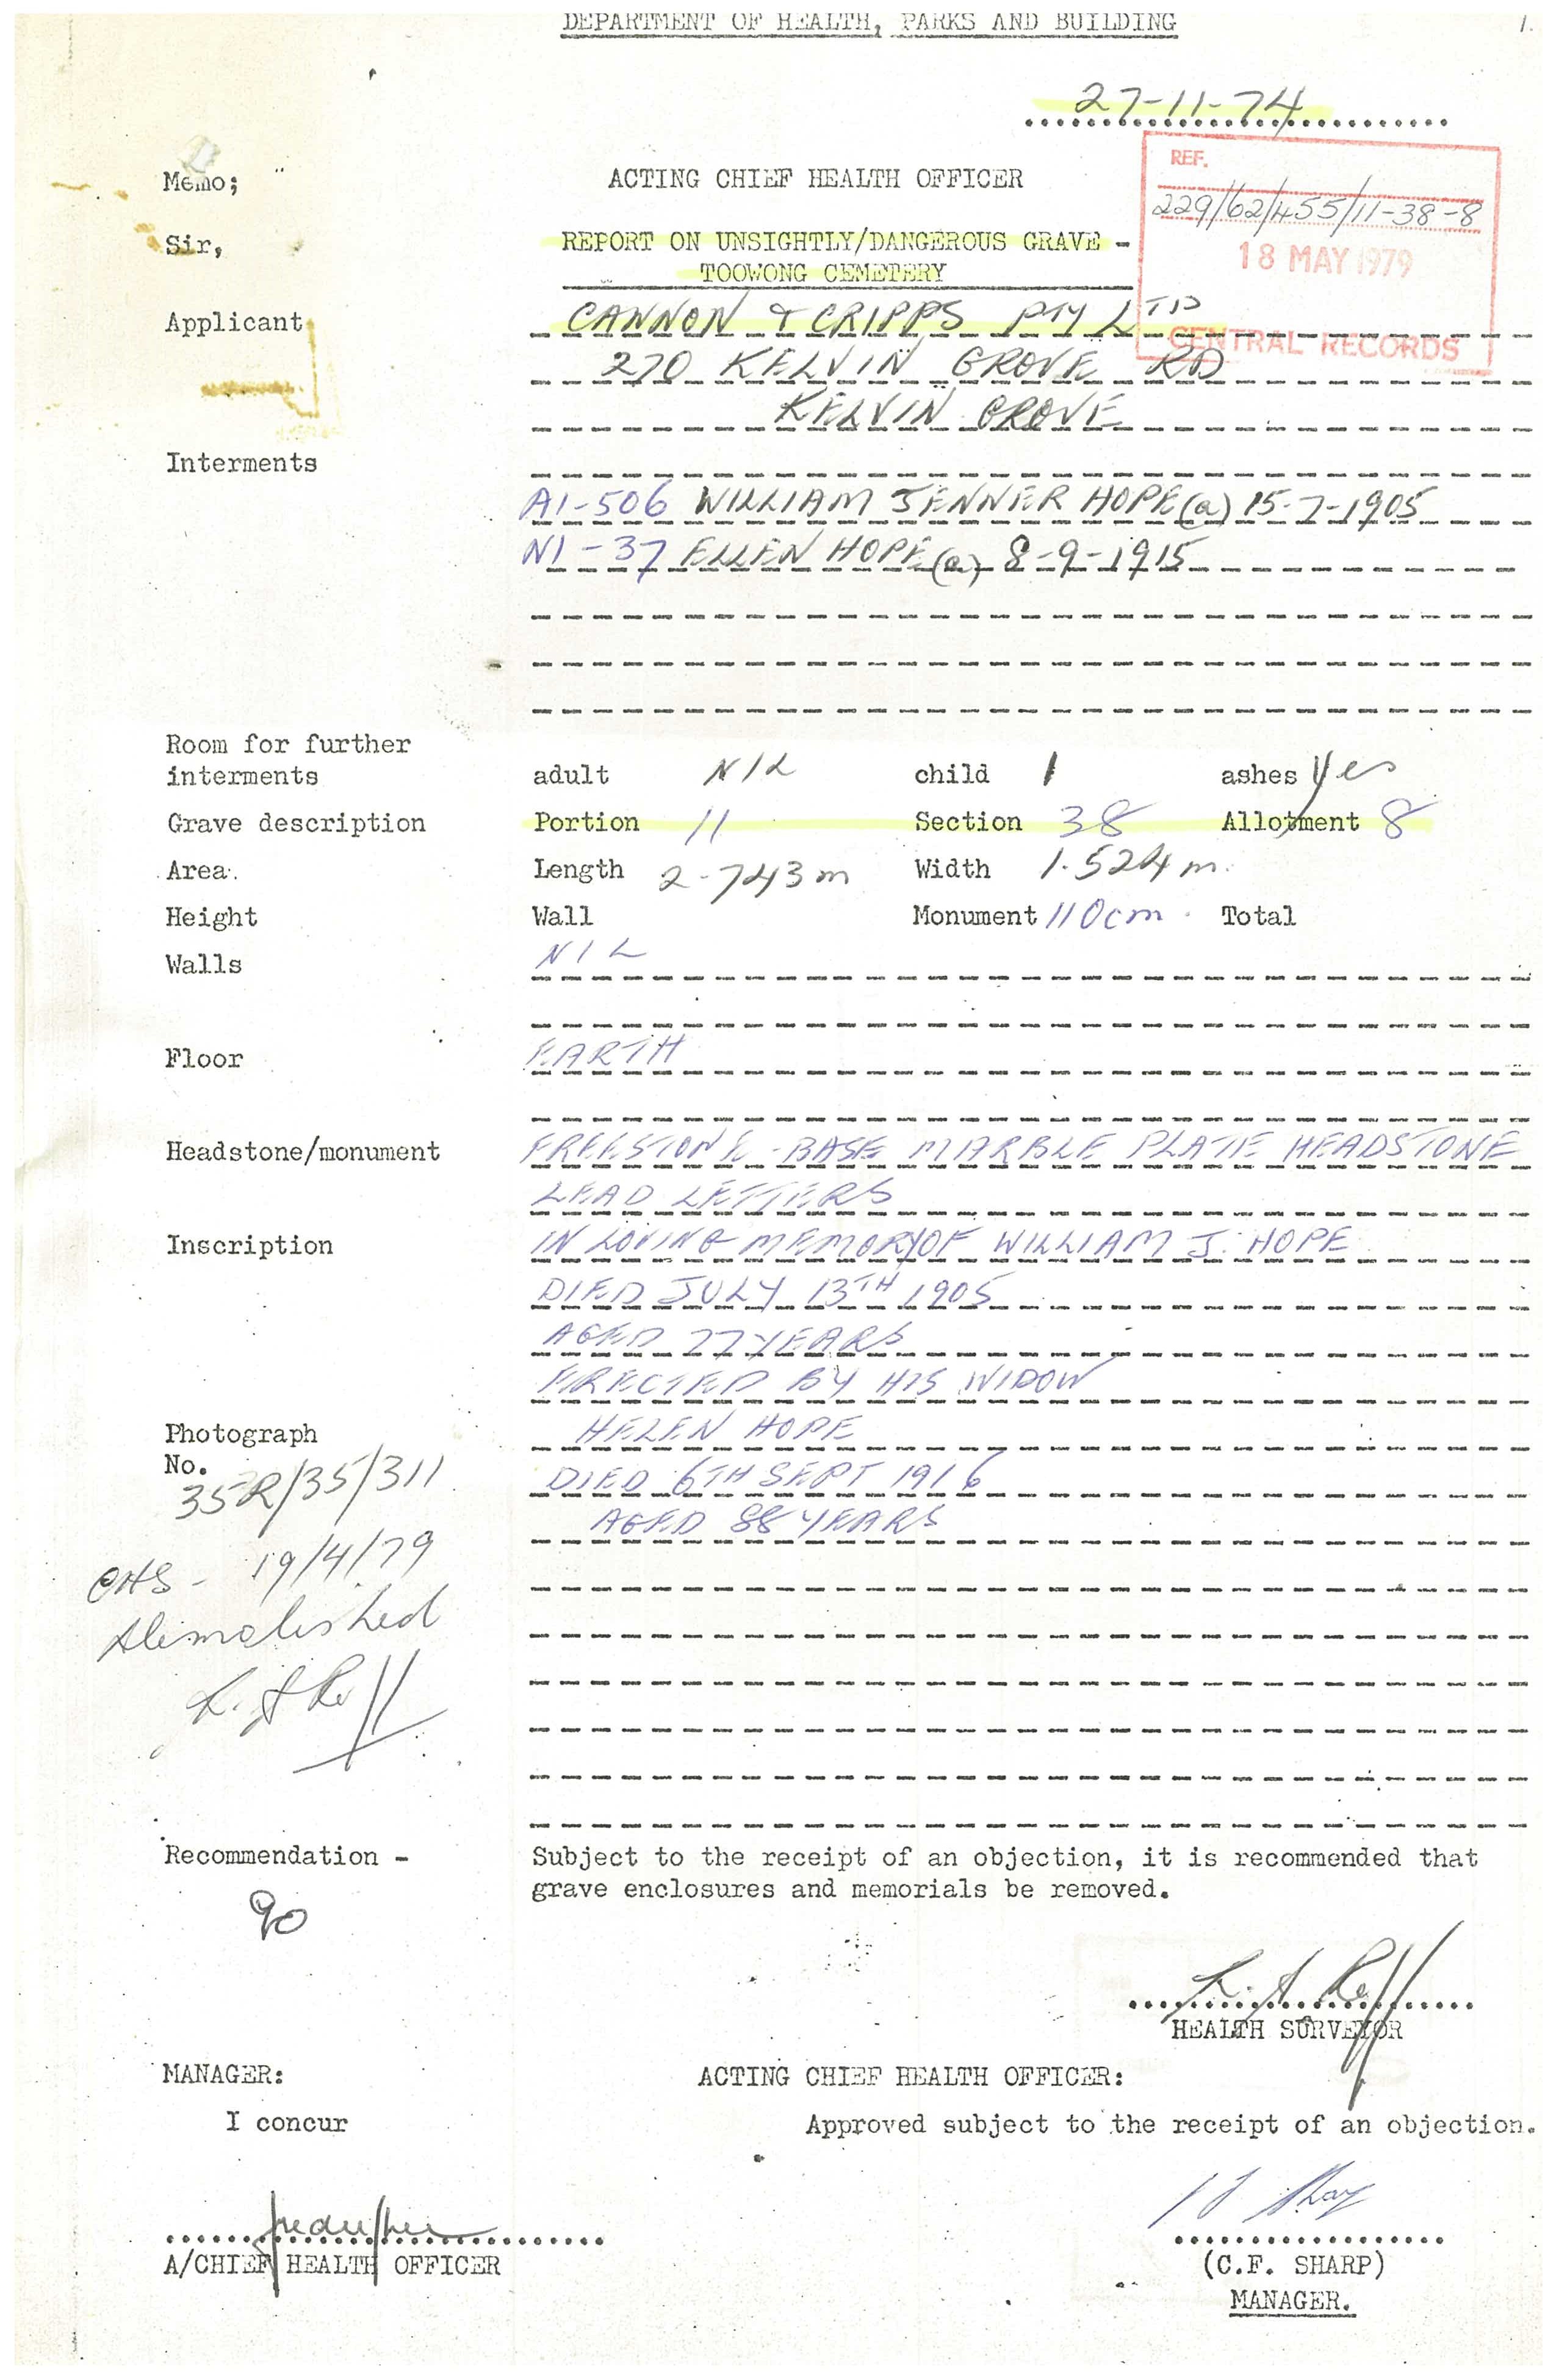 DEPARTMENT OF HEALTH, PARKS AND BUILDING
1.
27-11-74
Memo;
ACTING CHIEF HEALTH OFFICER
REF.
229/62/455/11-38-8
Sir,
REPORT ON UNSIGHTLY/DANGEROUS GRAVE -
TOOWONG CEMETERY
18 MAY 1979
CENTRAL RECORDS
Applicant
CANNON & CRIPPS PTY LTD
270 KELVIN GROVE RD
KELVIN GROVE
Interments
A1-506 WILLIAM JENNER HOPE (a) 15-7-1905
N1-37 ELLEN HOPE (a) 8-9-1915
Room for further
interments adult NIL child 1 ashes Yes
Grave description Portion 11 Section 38 Allotment 8
Area. Length 2.743m Width 1.524m.
Height Wall Monument 110cm. Total
Walls NIL
Floor EARTH
Headstone/monument FREESTONE-BASE MARBLE PLATE HEADSTONE
LEAD LETTERS
Inscription IN LOVING MEMORY OF WILLIAM J. HOPE
DIED JULY 13TH 1905
AGED 77 YEARS
ERECTED BY HIS WIDOW
Photograph HELEN HOPE
No. 35R/35/311
DIED 6TH SEPT 1916
AGED 88 YEARS
19/4/79
demolished
Recommendation - Subject to the receipt of an objection, it is recommended that
grave enclosures and memorials be removed.
90
HEALTH SURVEYOR
MANAGER: ACTING CHIEF HEALTH OFFICER:
I concur Approved subject to the receipt of an objection.
A/CHIEF HEALTH OFFICER (C.F. SHARP)
MANAGER.